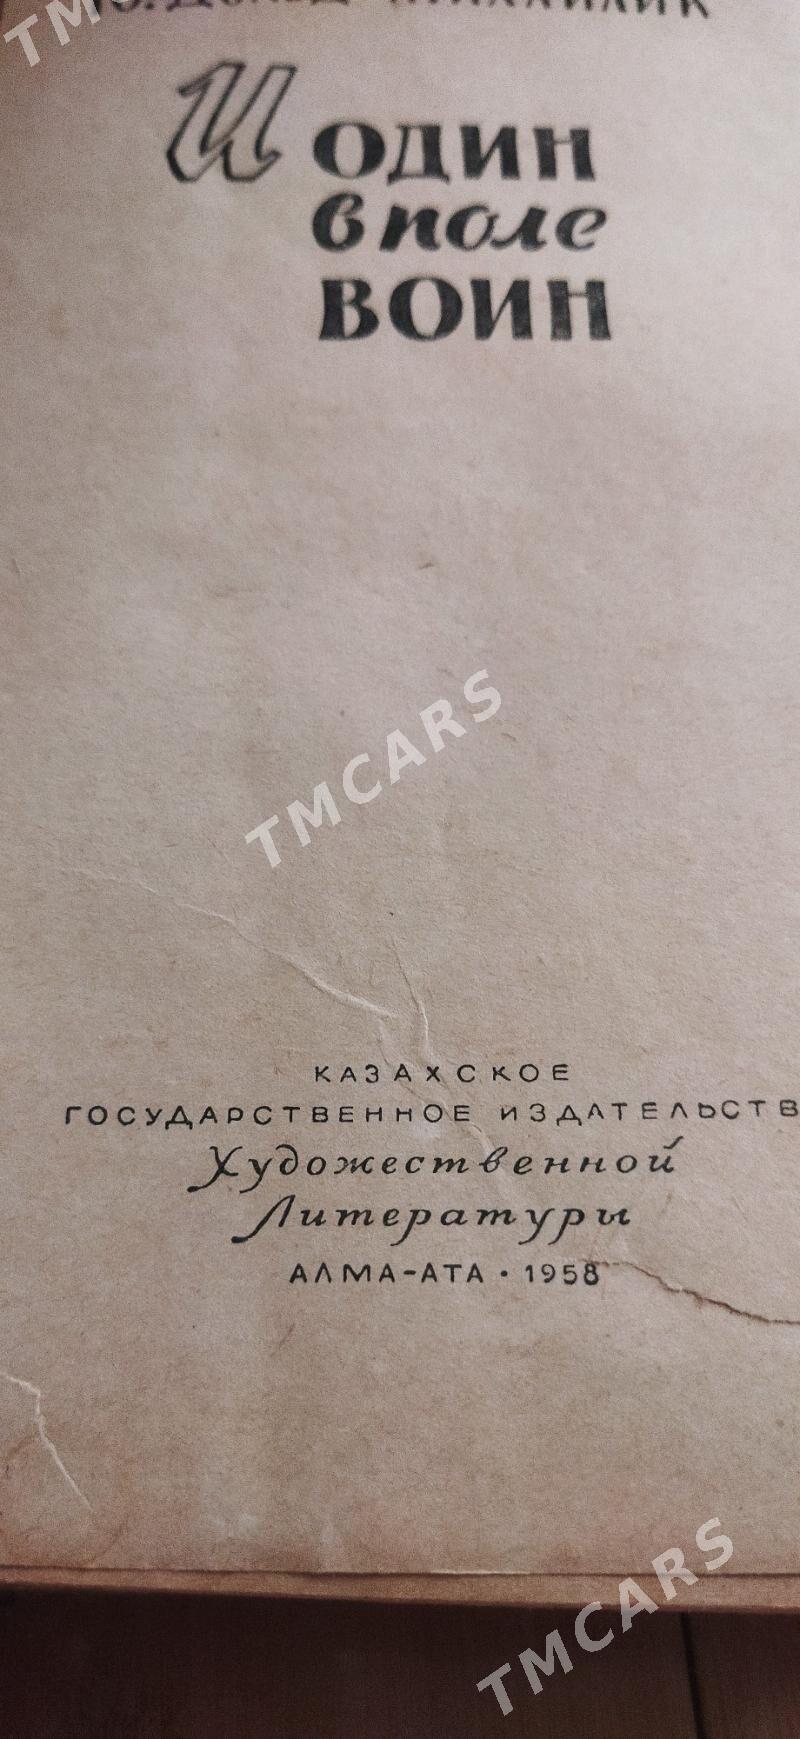 И ОДИН
в поле
ВОИН
КАЗАХСКОЕ
ГОСУДАРСТВЕННОЕ ИЗДАТЕЛЬСТВ
Художественной
Литературы
АЛМА-АТА • 1958
TMCARS
TMCARS